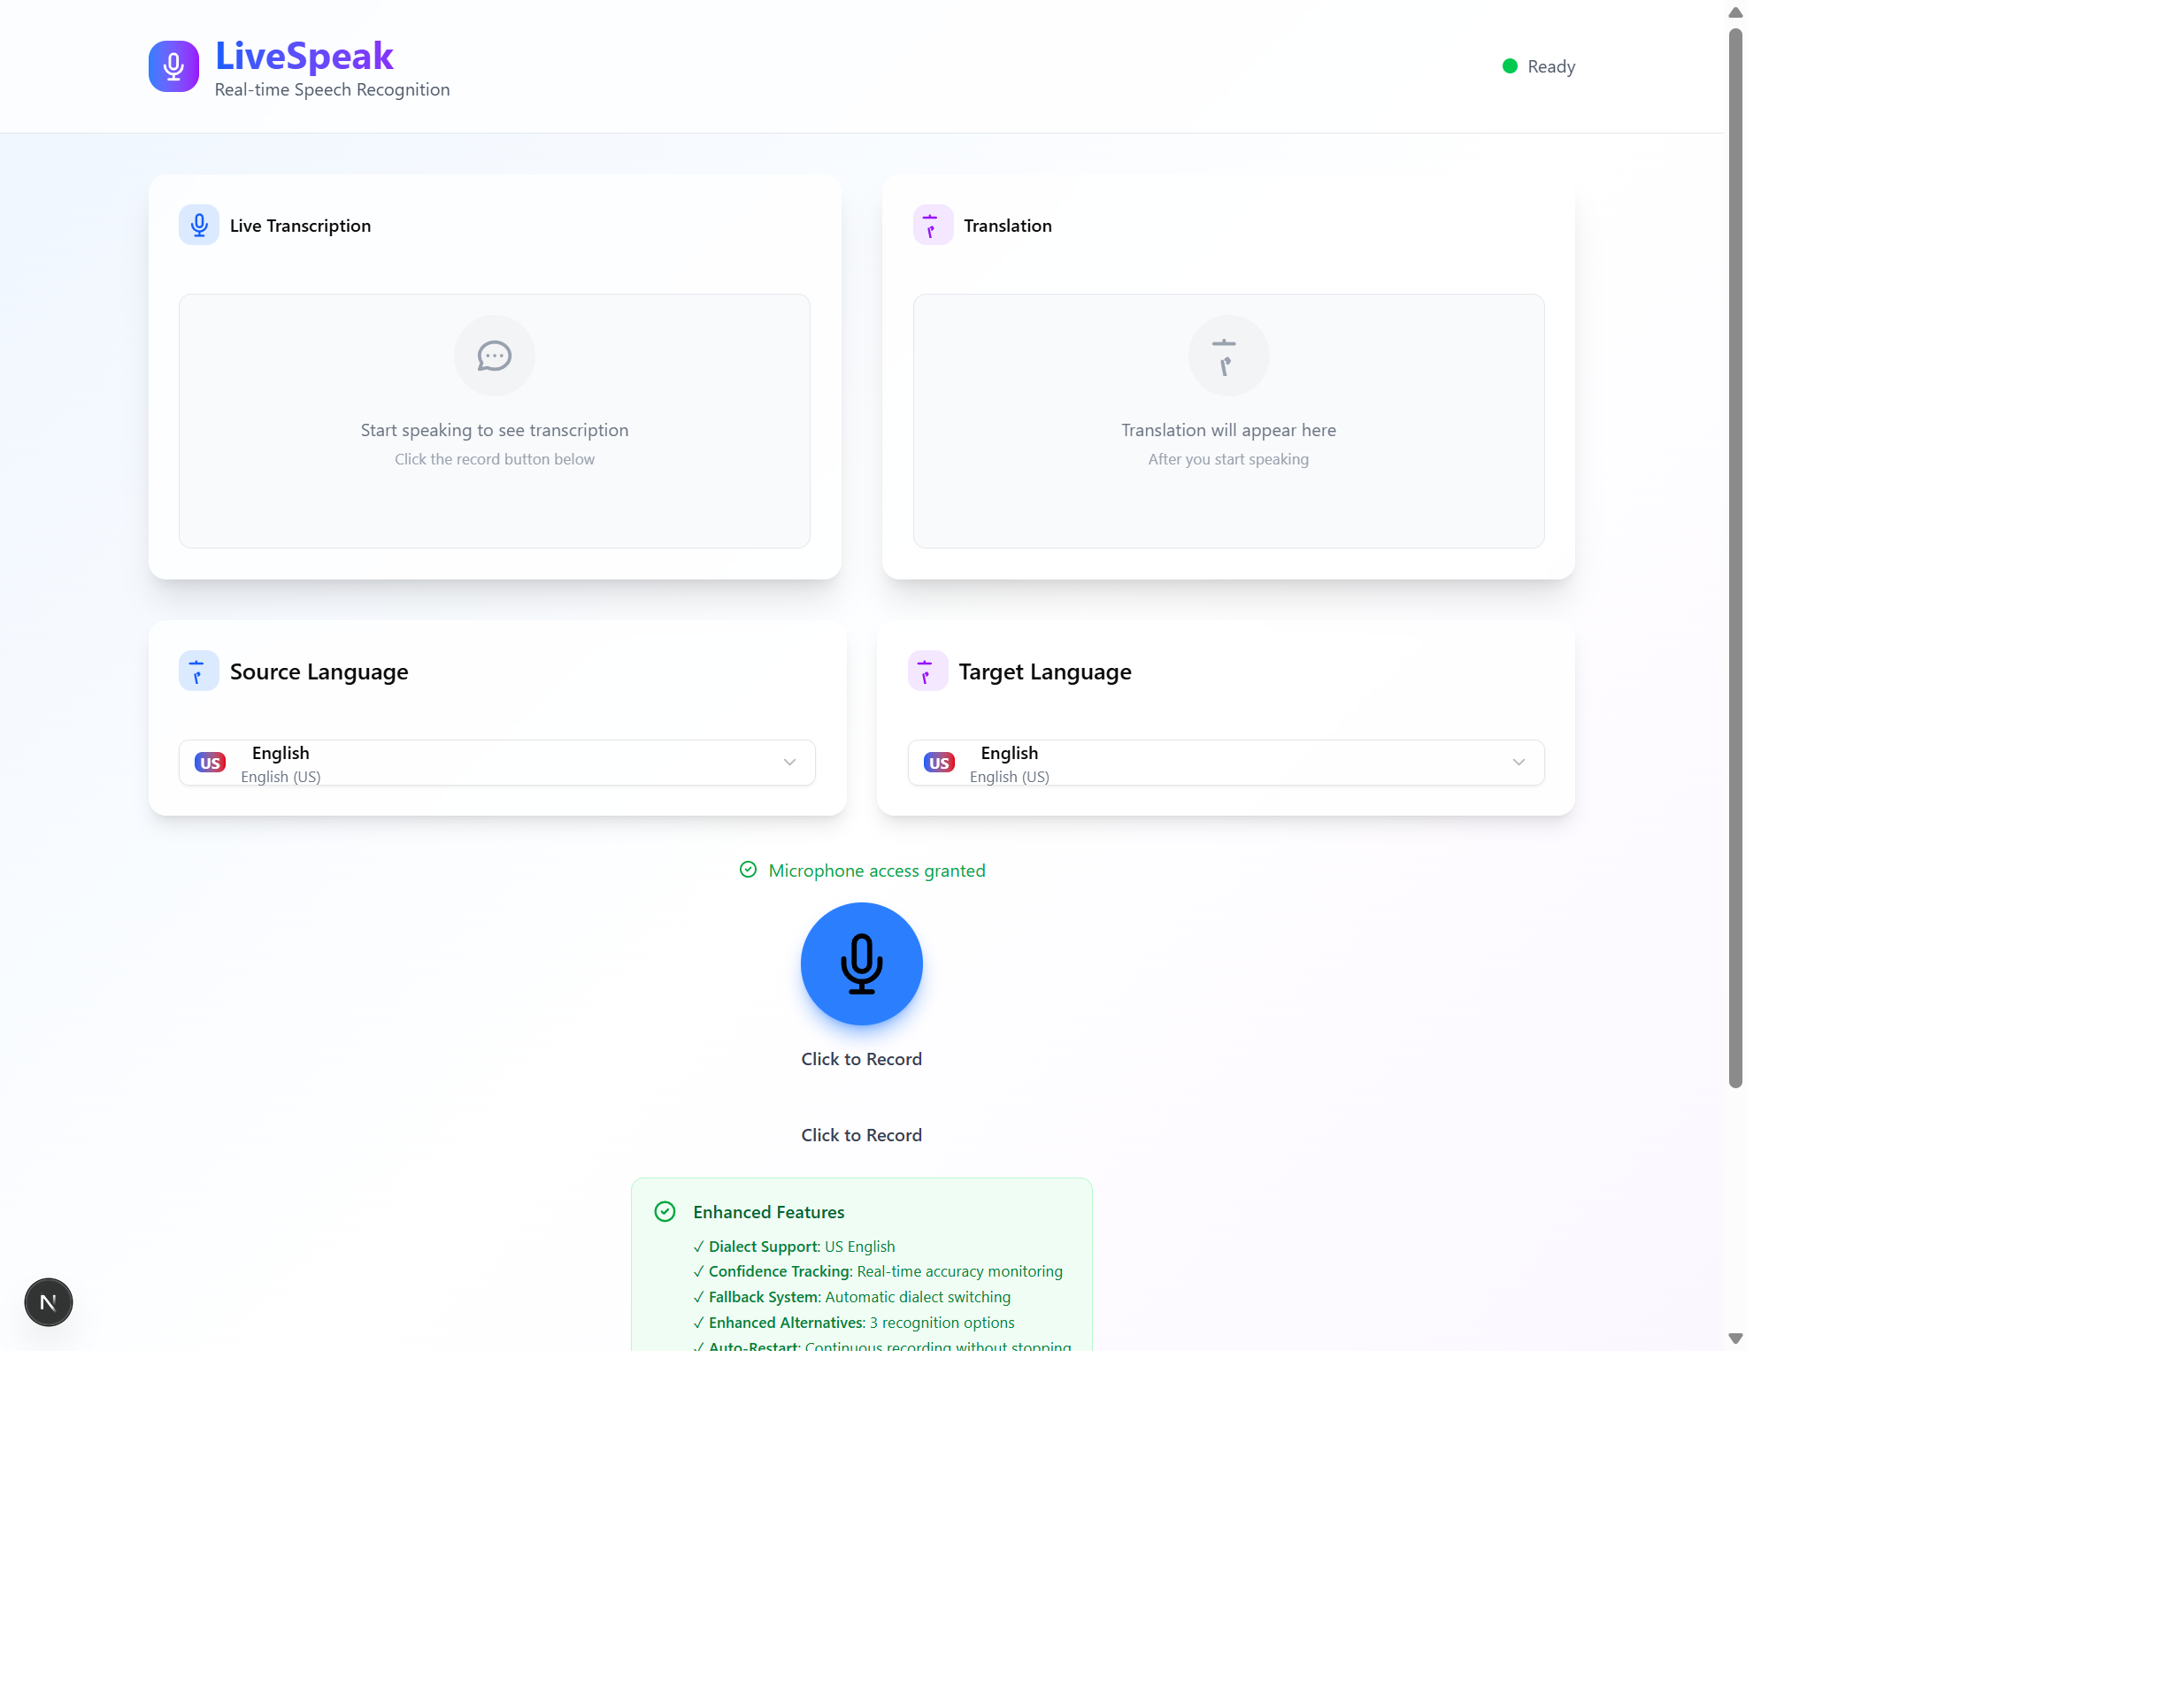 LiveSpeak
Real-time Speech Recognition
Ready
Live Transcription
Translation
Start speaking to see transcription
Click the record button below
Translation will appear here
After you start speaking
Source Language
Target Language
US English
English (US)
US English
English (US)
Microphone access granted
Click to Record
Click to Record
Enhanced Features
✓ Dialect Support: US English
✓ Confidence Tracking: Real-time accuracy monitoring
✓ Fallback System: Automatic dialect switching
✓ Enhanced Alternatives: 3 recognition options
✓ Auto-Restart: Continuous recording without stopping
N